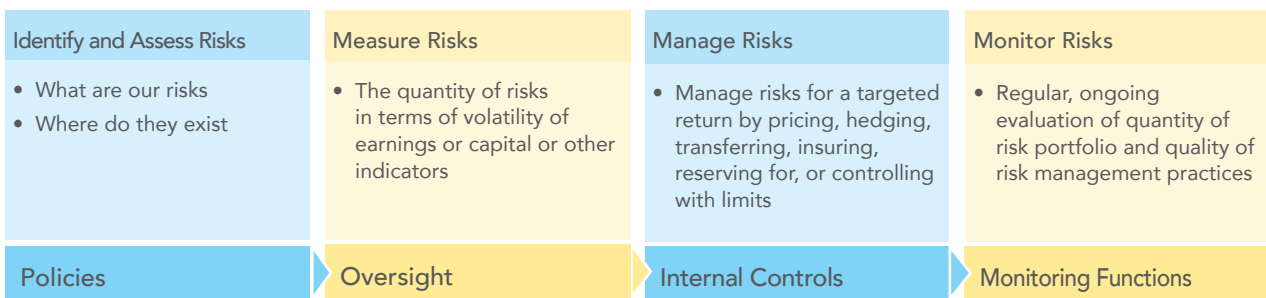 Identify and Assess Risks
• What are our risks
• Where do they exist
Measure Risks
• The quantity of risks
in terms of volatility of
earnings or capital or other
indicators
Manage Risks
• Manage risks for a targeted
return by pricing, hedging,
transferring, insuring,
reserving for, or controlling
with limits
Monitor Risks
• Regular, ongoing
evaluation of quantity of
risk portfolio and quality of
risk management practices
Policies
Oversight
Internal Controls
Monitoring Functions